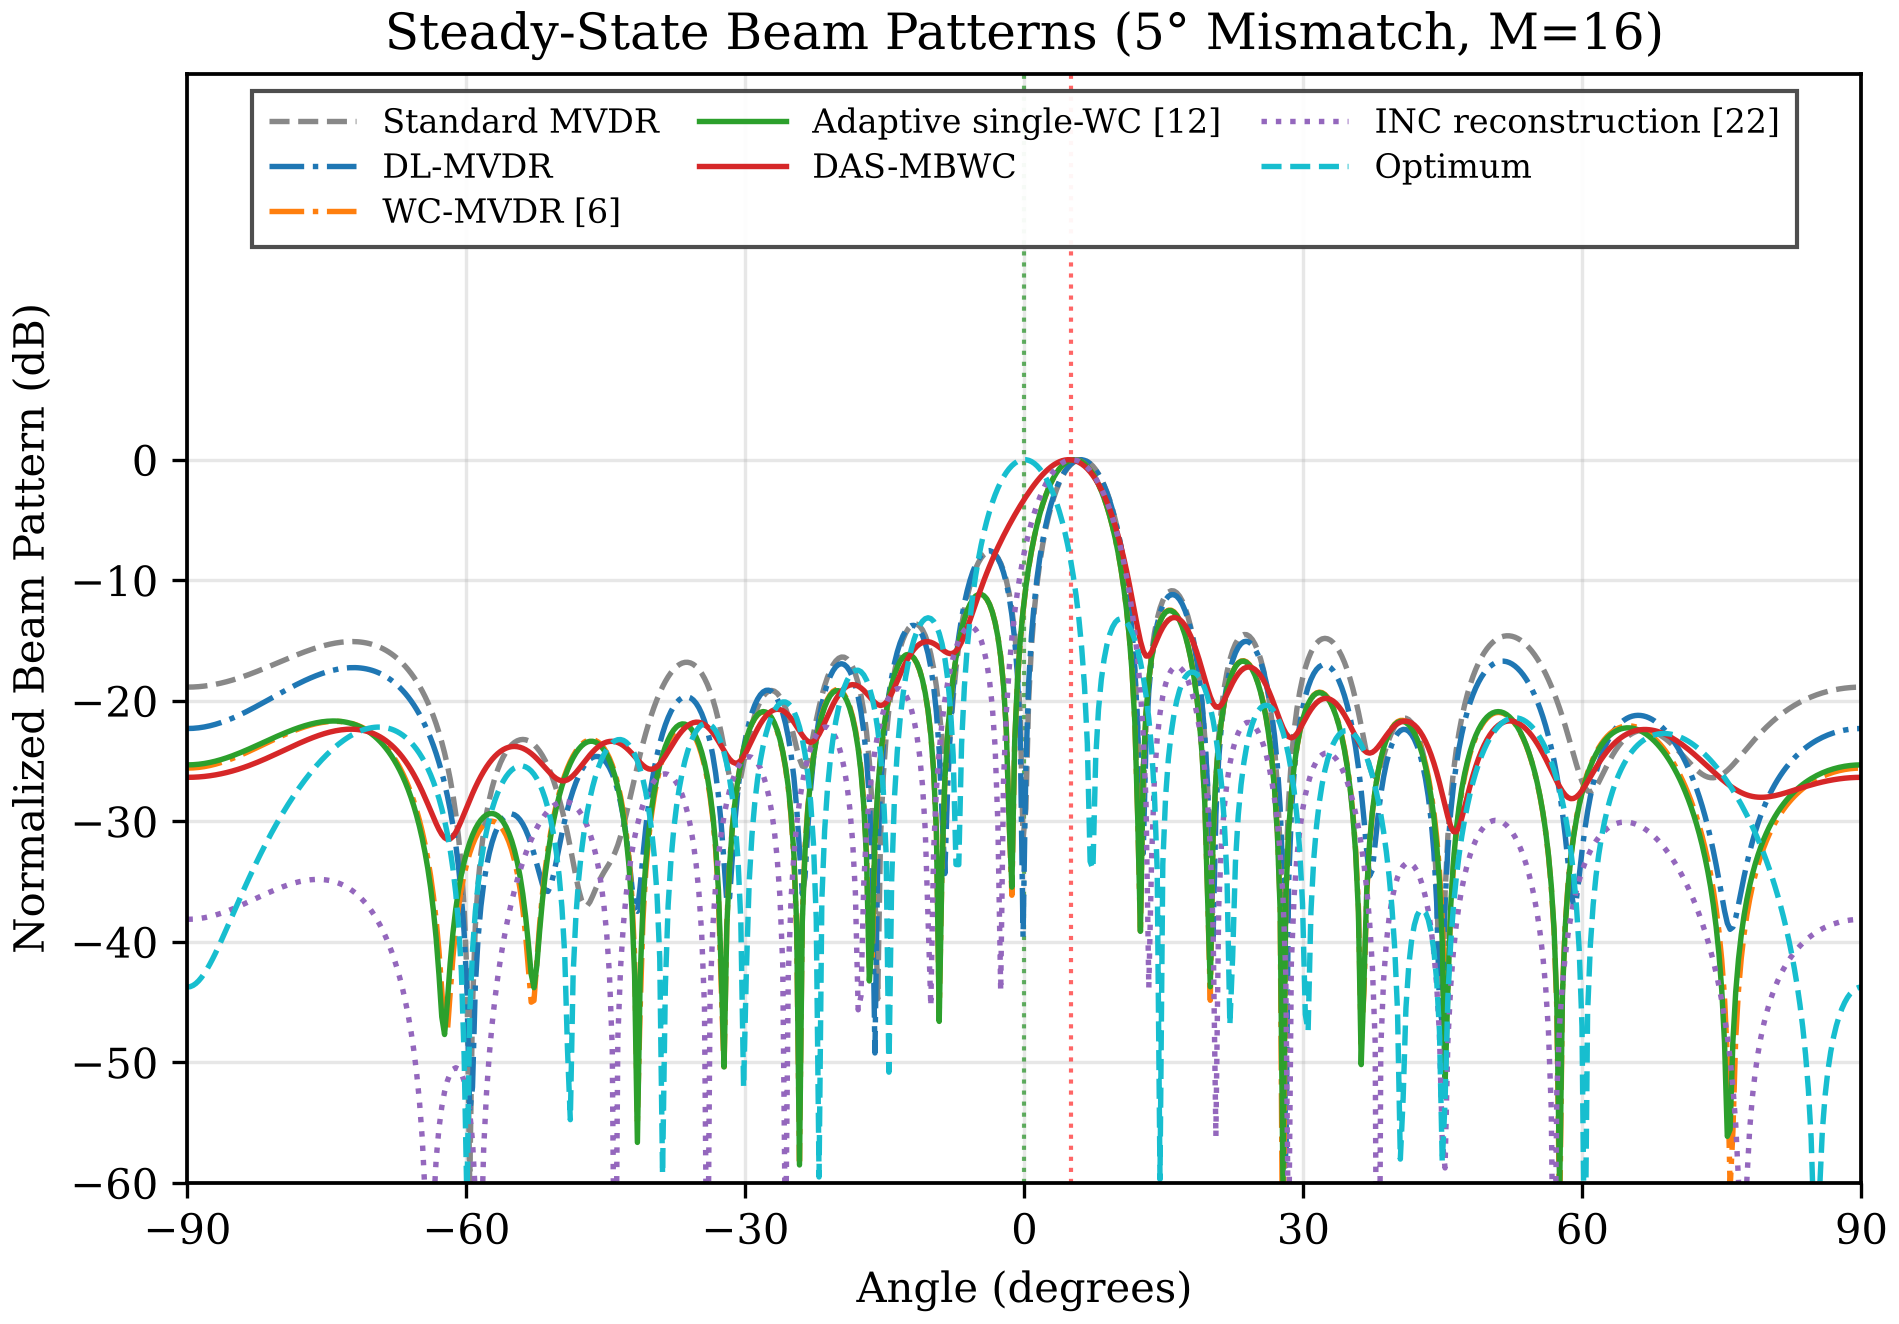 Steady-State Beam Patterns (5° Mismatch, M=16)
Standard MVDR
DL-MVDR
WC-MVDR [6]
Adaptive single-WC [12]
DAS-MBWC
INC reconstruction [22]
Optimum
Normalized Beam Pattern (dB)
0
−10
−20
−30
−40
−50
−60
−90
−60
−30
0
30
60
90
Angle (degrees)